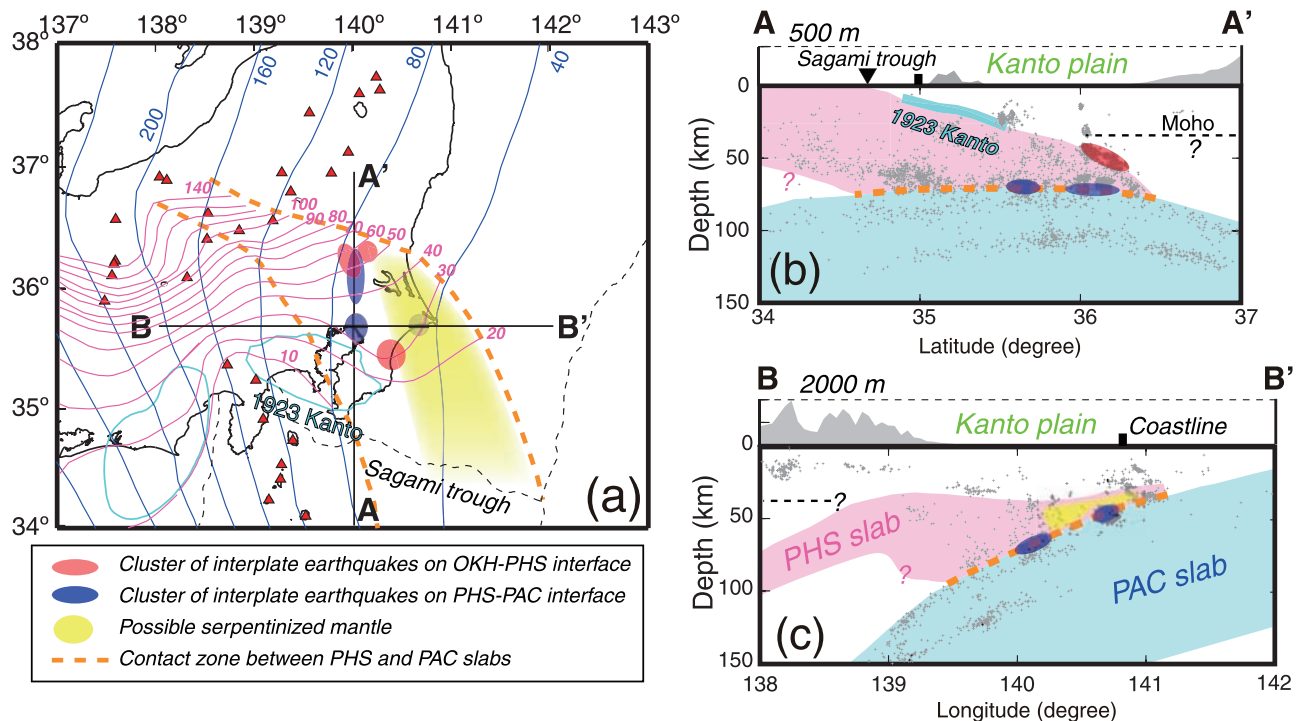 137° 138° 139° 140° 141° 142° 143°
38°
37°
36°
35°
34°
200
160
120
80
40
140
100
90
80
70
60
50
40
30
20
10
A'
B
B'
1923 Kanto
Sagami trough
A
(a)
Cluster of interplate earthquakes on OKH-PHS interface
Cluster of interplate earthquakes on PHS-PAC interface
Possible serpentinized mantle
Contact zone between PHS and PAC slabs
A
A'
500 m
Sagami trough
Kanto plain
0
50
100
150
Depth (km)
1923 Kanto
Moho
?
?
(b)
34 35 36 37
Latitude (degree)
B
B'
2000 m
Kanto plain
Coastline
0
50
100
150
Depth (km)
?
PHS slab
?
PAC slab
(c)
138 139 140 141 142
Longitude (degree)